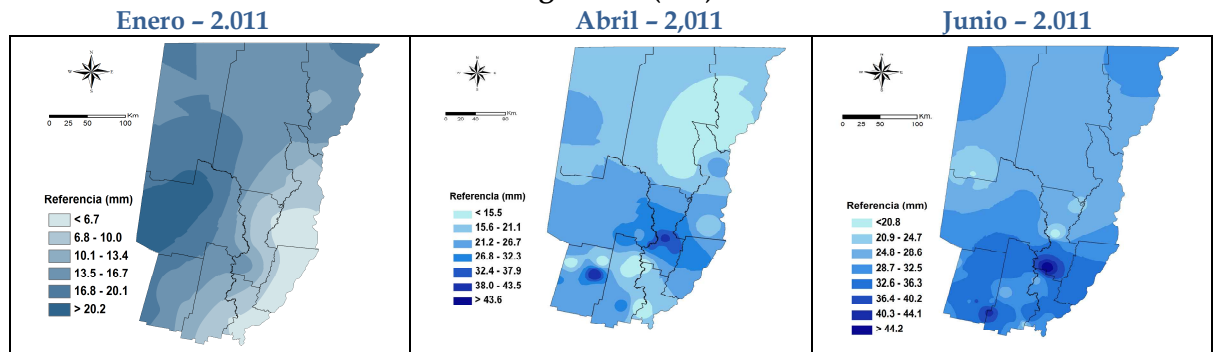 Enero – 2.011
Abril – 2,011
Junio – 2.011
N
W E
S
Km
0 25 50 100
Referencia (mm)
< 6.7
6.8 - 10.0
10.1 - 13.4
13.5 - 16.7
16.8 - 20.1
> 20.2
N
W E
S
Km.
0 20 40 80
Referencia (mm)
< 15.5
15.6 - 21.1
21.2 - 26.7
26.8 - 32.3
32.4 - 37.9
38.0 - 43.5
> 43.6
N
W E
S
Km.
0 25 50 100
Referencia (mm)
<20.8
20.9 - 24.7
24.8 - 28.6
28.7 - 32.5
32.6 - 36.3
36.4 - 40.2
40.3 - 44.1
> 44.2